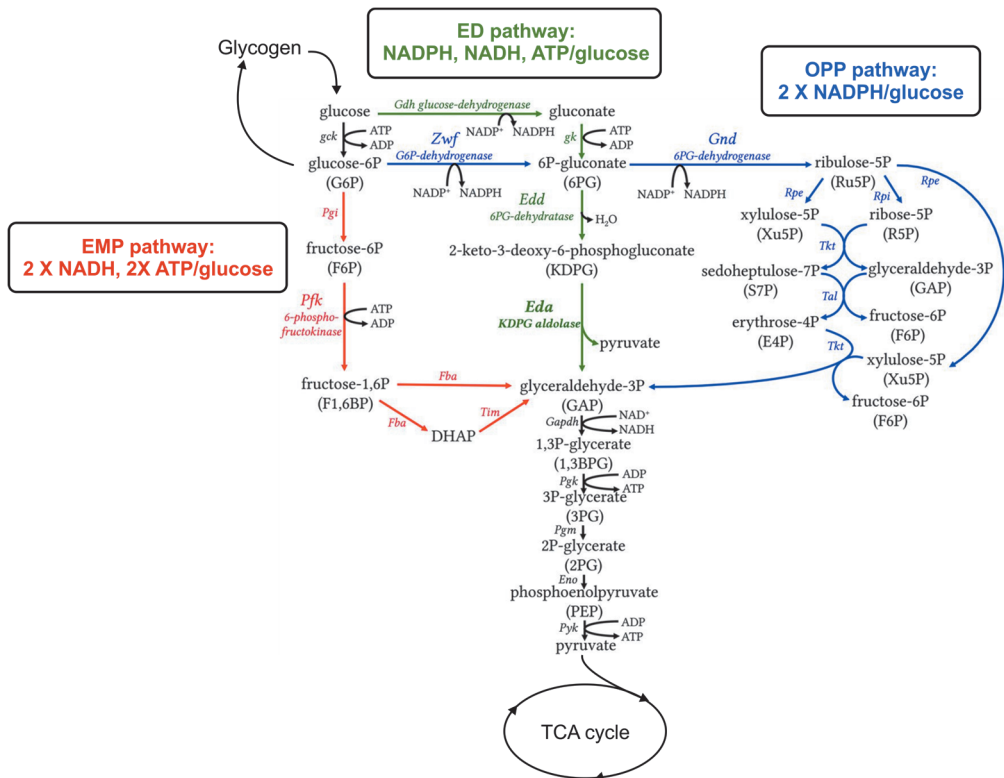 ED pathway:
NADPH, NADH, ATP/glucose
Glycogen
OPP pathway:
2 X NADPH/glucose
glucose
Gdh glucose-dehydrogenase
gluconate
NADP⁺
NADPH
gck
ATP
ADP
gk
ATP
ADP
Zwf
G6P-dehydrogenase
Gnd
6PG-dehydrogenase
glucose-6P
(G6P)
6P-gluconate
(6PG)
ribulose-5P
(Ru5P)
NADP⁺
NADPH
NADP⁺
NADPH
Rpe
Rpe
Rpi
Pgi
Edd
6PG-dehydratase
H₂O
xylulose-5P
(Xu5P)
ribose-5P
(R5P)
EMP pathway:
2 X NADH, 2X ATP/glucose
fructose-6P
(F6P)
2-keto-3-deoxy-6-phosphogluconate
(KDPG)
Tkt
sedoheptulose-7P
(S7P)
glyceraldehyde-3P
(GAP)
Pfk
6-phospho-
fructokinase
ATP
ADP
Eda
KDPG aldolase
pyruvate
Tal
erythrose-4P
(E4P)
fructose-6P
(F6P)
Tkt
xylulose-5P
(Xu5P)
fructose-6P
(F6P)
fructose-1,6P
(F1,6BP)
Fba
glyceraldehyde-3P
(GAP)
Fba
Tim
DHAP
Gapdh
NAD⁺
NADH
1,3P-glycerate
(1,3BPG)
Pgk
ADP
ATP
3P-glycerate
(3PG)
Pgm
2P-glycerate
(2PG)
Eno
phosphoenolpyruvate
(PEP)
Pyk
ADP
ATP
pyruvate
TCA cycle